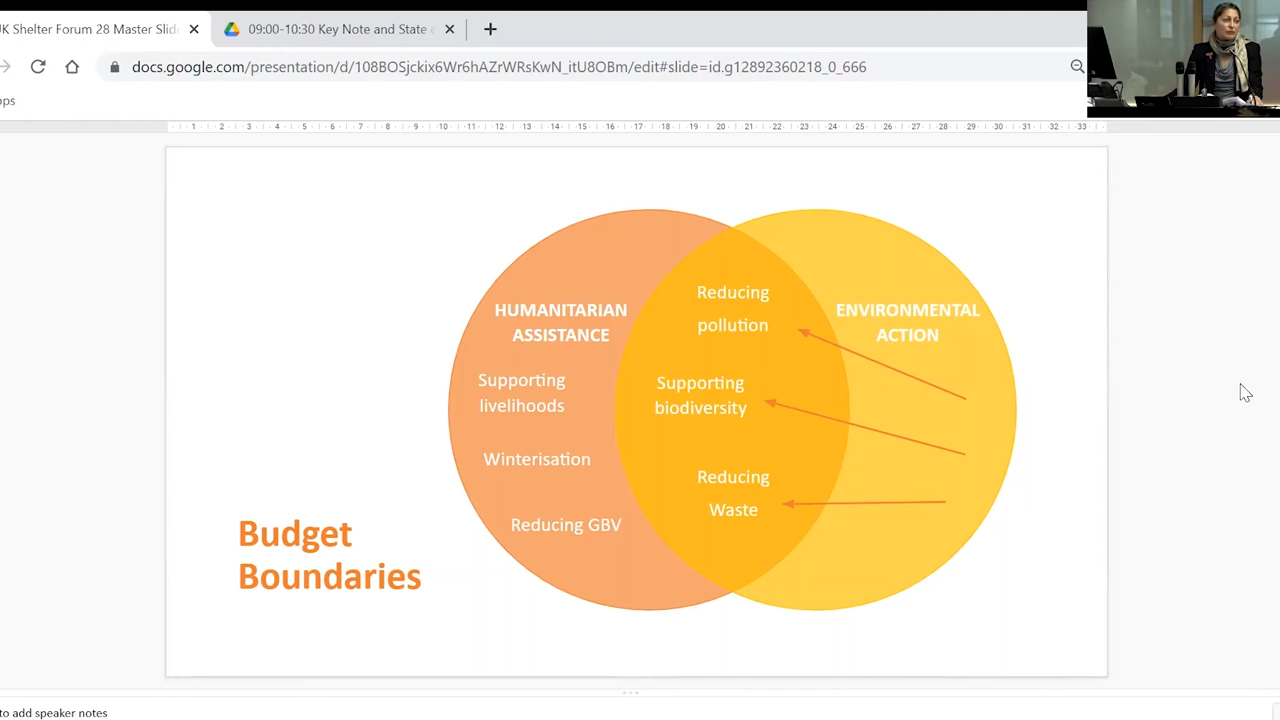 JK Shelter Forum 28 Master Slid
09:00-10:30 Key Note and State
docs.google.com/presentation/d/108BOSjckix6Wr6hAZrWRsKwN_itU8OBm/edit#slide=id.g12892360218_0_666
pps
1 2 3 4 5 6 7 8 9 10 11 12 13 14 15 16 17 18 19 20 21 22 23 24 25 26 27 28 29 30 31 32 33
HUMANITARIAN
ASSISTANCE
Supporting
livelihoods
Winterisation
Reducing GBV
Reducing
pollution
Supporting
biodiversity
Reducing
Waste
ENVIRONMENTAL
ACTION
Budget
Boundaries
to add speaker notes